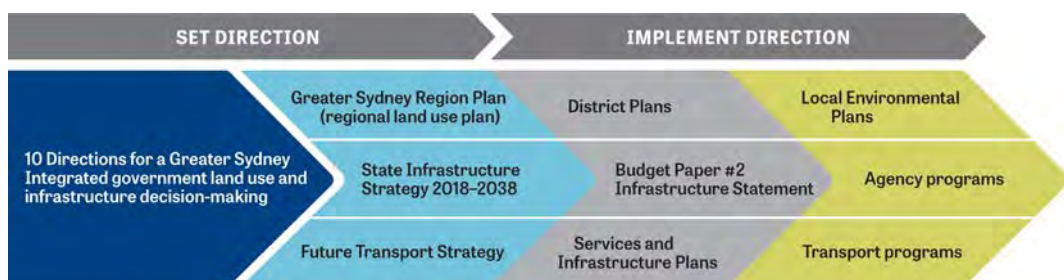 SET DIRECTION
IMPLEMENT DIRECTION
10 Directions for a Greater Sydney
Integrated government land use and
infrastructure decision-making
Greater Sydney Region Plan
(regional land use plan)
District Plans
Local Environmental
Plans
State Infrastructure
Strategy 2018–2038
Budget Paper #2
Infrastructure Statement
Agency programs
Future Transport Strategy
Services and
Infrastructure Plans
Transport programs